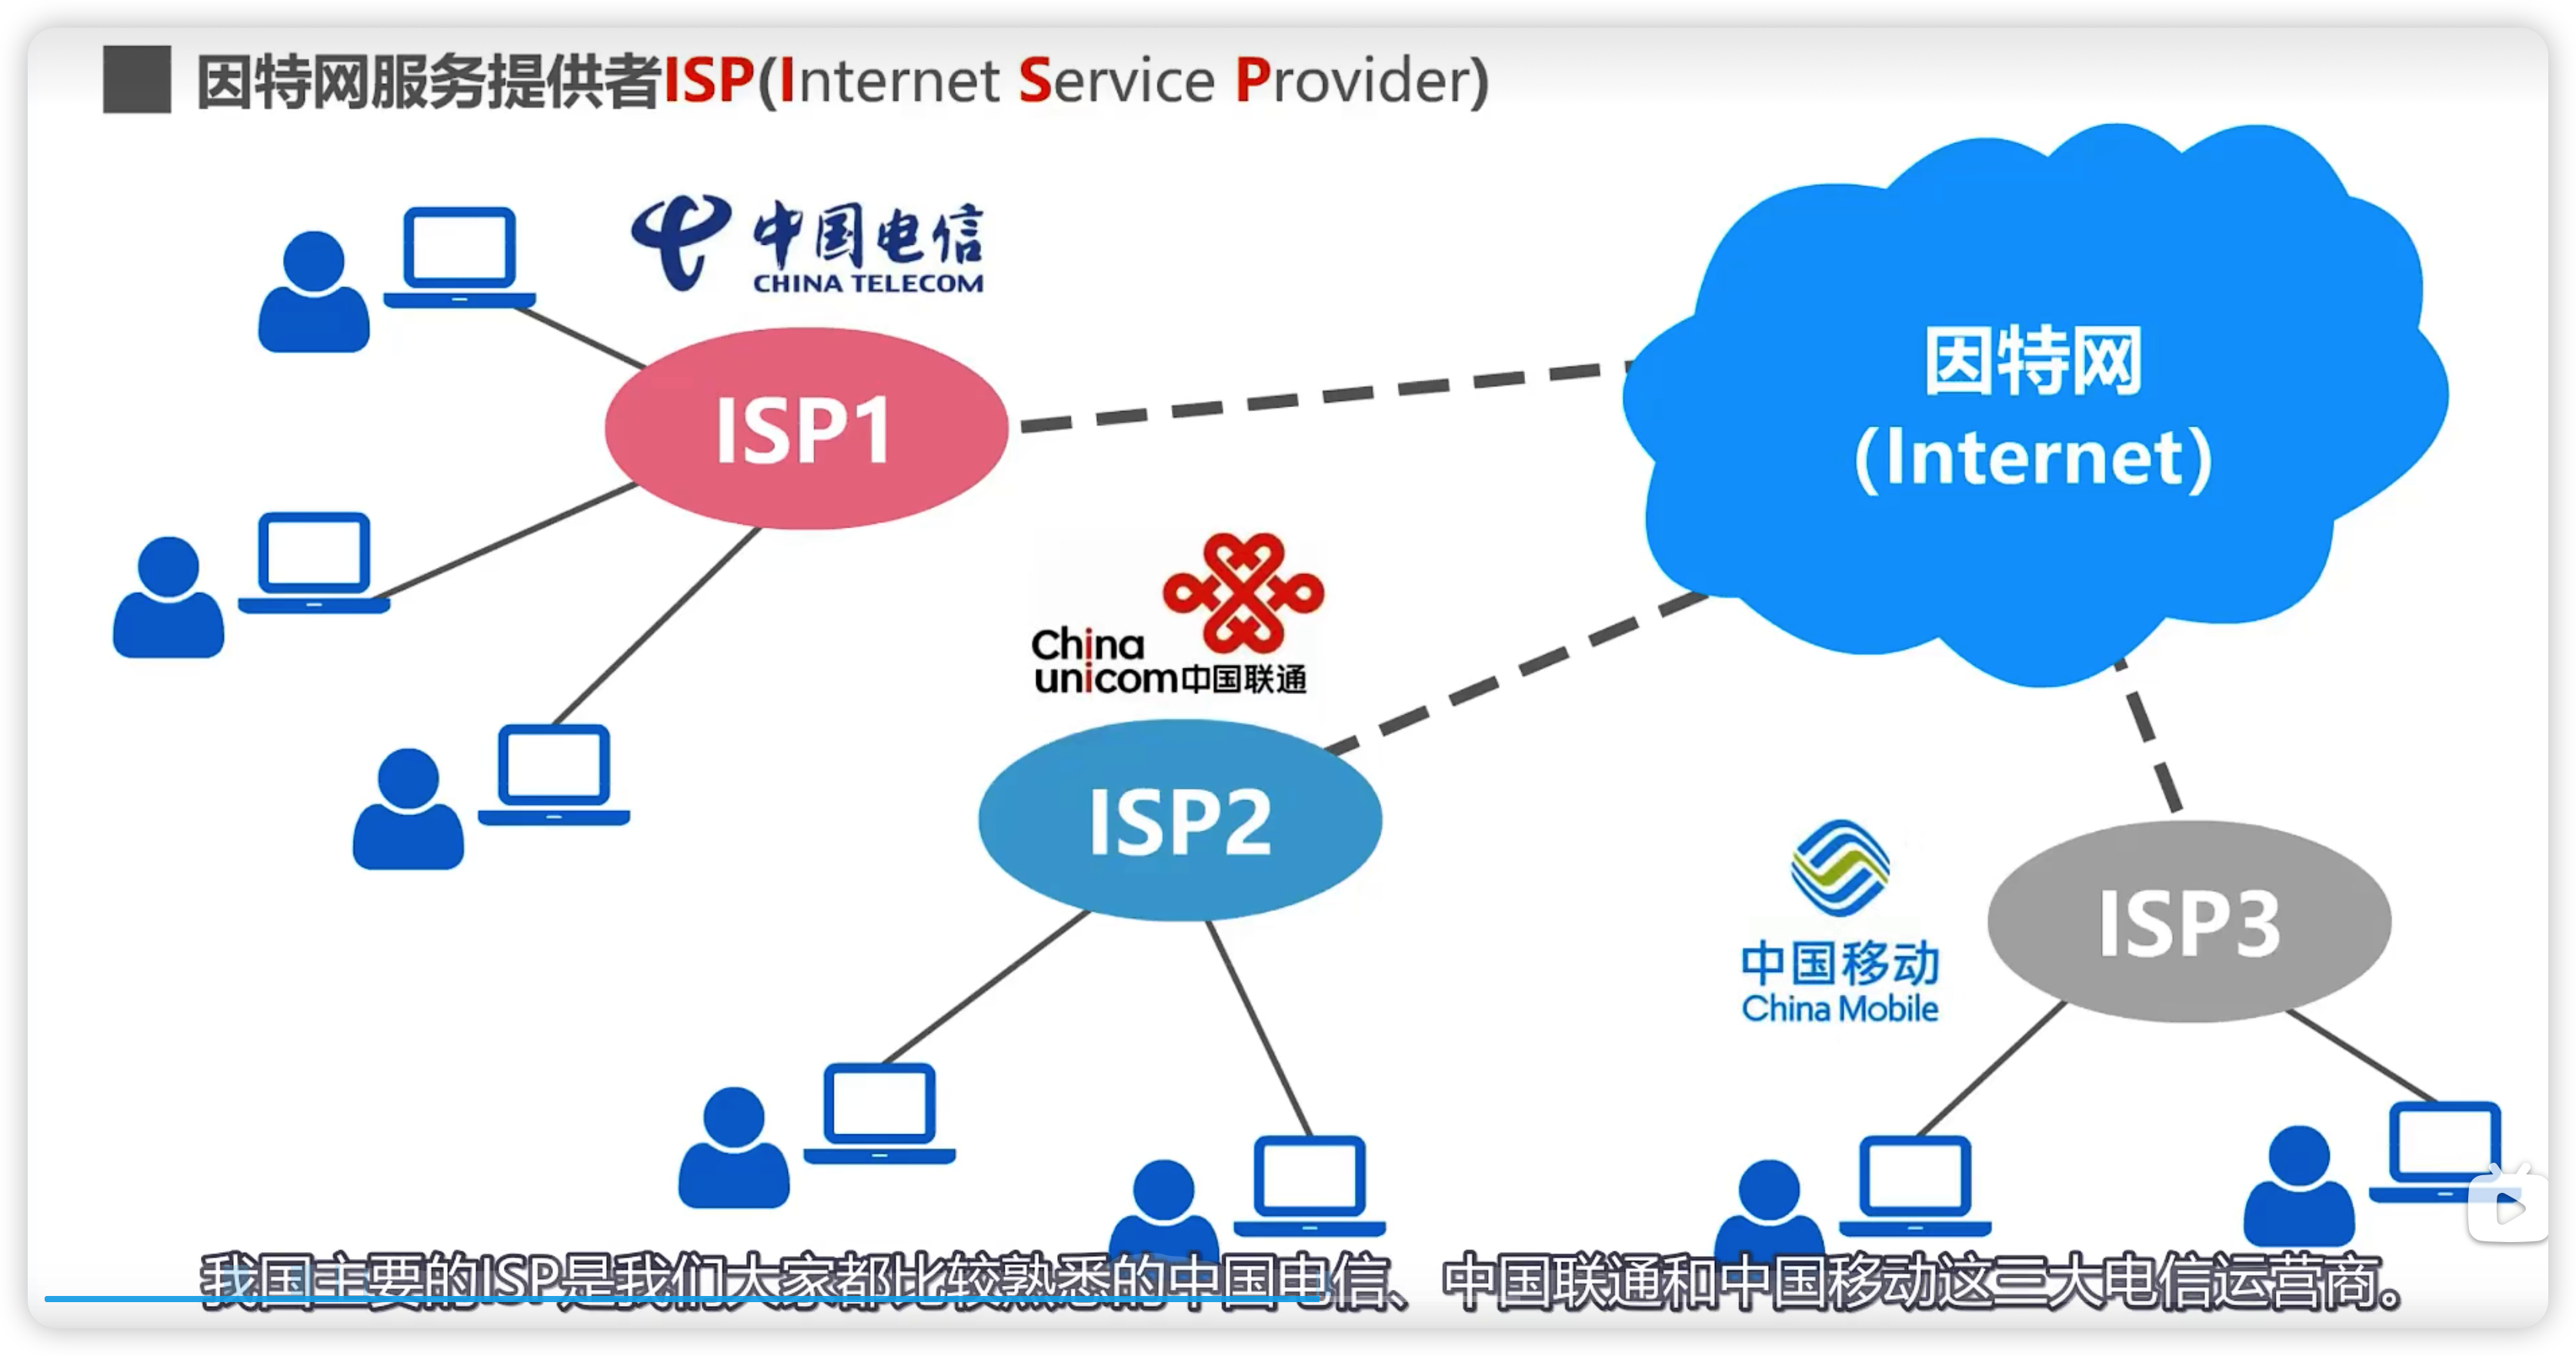 因特网服务提供者ISP(Internet Service Provider)
中国电信
CHINA TELECOM
ISP1
因特网
(Internet)
China
unicom中国联通
ISP2
中国移动
China Mobile
ISP3
我国主要的ISP是我们大家都比较熟悉的中国电信、中国联通和中国移动这三大电信运营商。